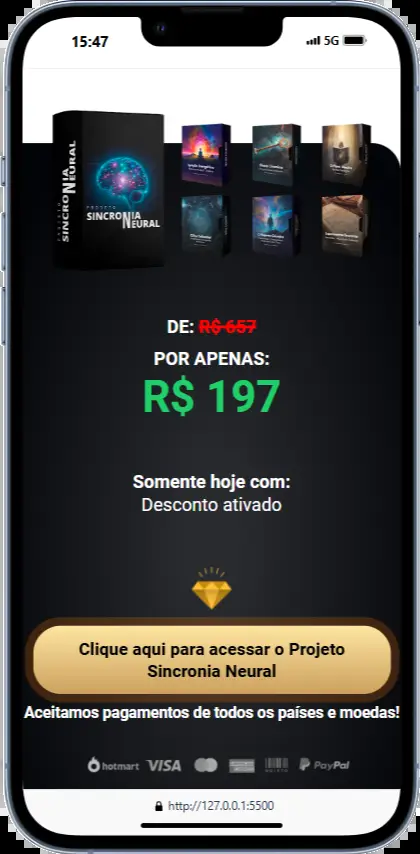 15:47
5G
PROJETO
SINCRONIA
NEURAL
PROJETO
SINCRONIA
NEURAL
DE: R$ 657
POR APENAS:
R$ 197
Somente hoje com:
Desconto ativado
Clique aqui para acessar o Projeto
Sincronia Neural
Aceitamos pagamentos de todos os países e moedas!
hotmart VISA PayPal
http://127.0.0.1:5500